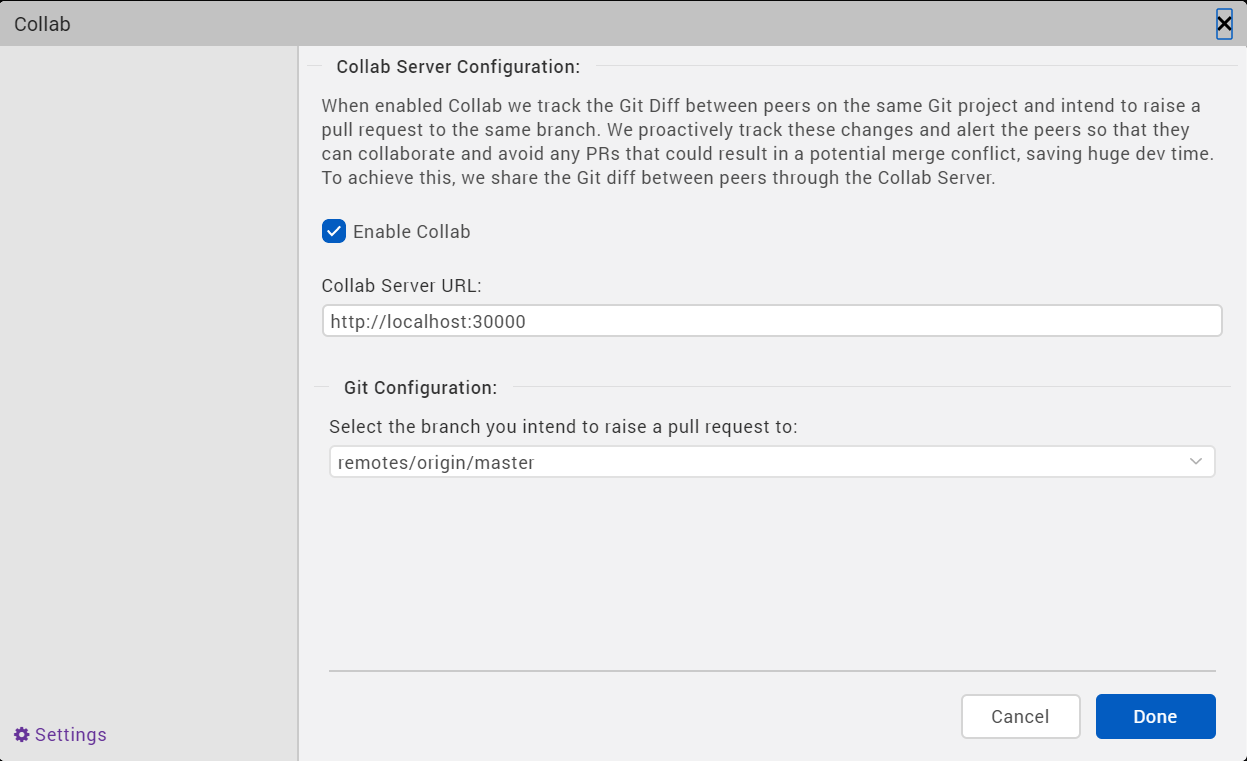 Collab
Collab Server Configuration:
When enabled Collab we track the Git Diff between peers on the same Git project and intend to raise a
pull request to the same branch. We proactively track these changes and alert the peers so that they
can collaborate and avoid any PRs that could result in a potential merge conflict, saving huge dev time.
To achieve this, we share the Git diff between peers through the Collab Server.
Enable Collab
Collab Server URL:
http://localhost:30000
Git Configuration:
Select the branch you intend to raise a pull request to:
remotes/origin/master
Settings
Cancel
Done